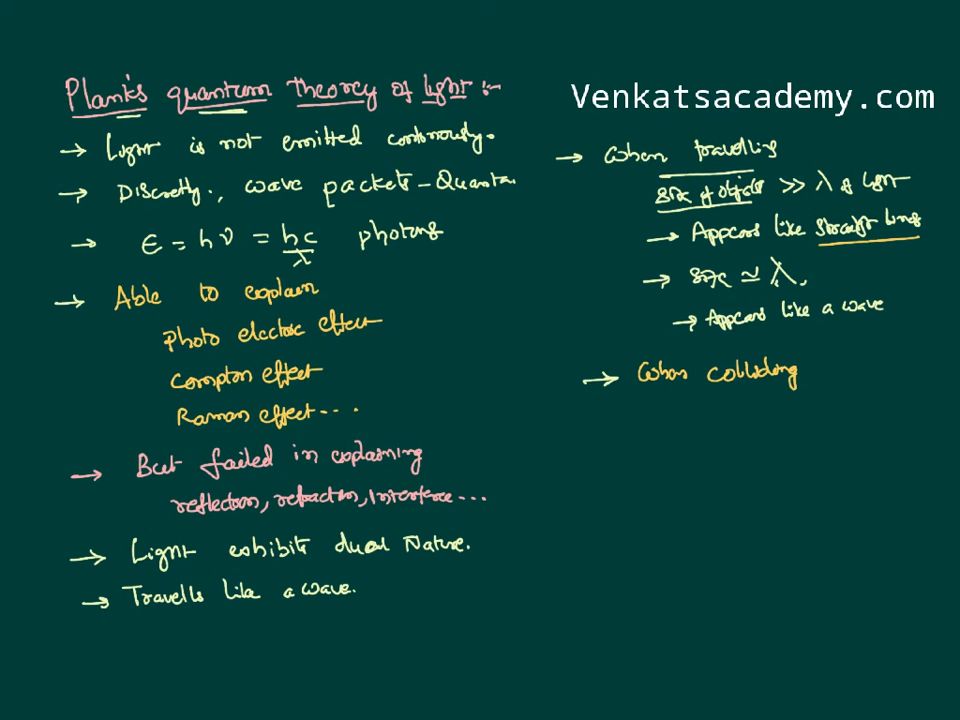 Plank's quantum theory of light :-
→ Light is not emitted continously.
→ Discretly., wave packets - Quanta.
→ E = hν = hc/λ photons
→ Able to explain
Photo electric effect
Compton effect
Raman effect...
→ But failed in explaining
reflection, refraction, Interference...
→ Light exhibits dual Nature.
→ Travells like a wave.
Venkatsacademy.com
→ When travelling
size of object >> λ of light
→ Appears like straight lines
→ size ≃ λ.
→ Appears like a wave
→ When colliding